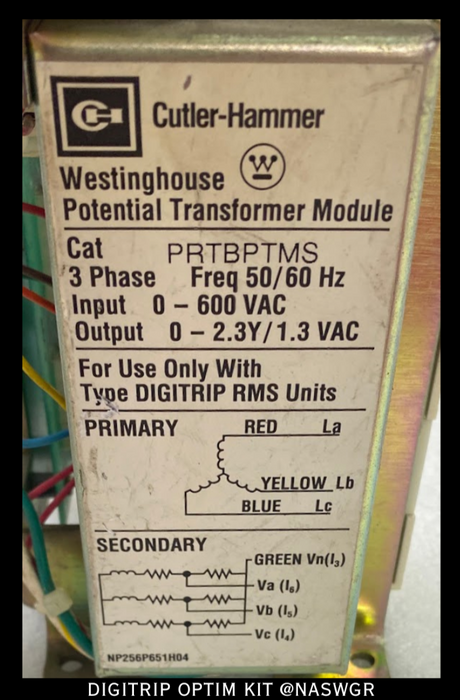 Cutler-Hammer
W
Westinghouse
Potential Transformer Module
Cat PRTBPTMS
3 Phase Freq 50/60 Hz
Input 0 – 600 VAC
Output 0 – 2.3Y/1.3 VAC
For Use Only With
Type DIGITRIP RMS Units
PRIMARY RED La
YELLOW Lb
BLUE Lc
SECONDARY
GREEN Vn(I₃)
Va (I₆)
Vb (I₅)
Vc (I₄)
NP256P651H04
DIGITRIP OPTIM KIT @NASWGR